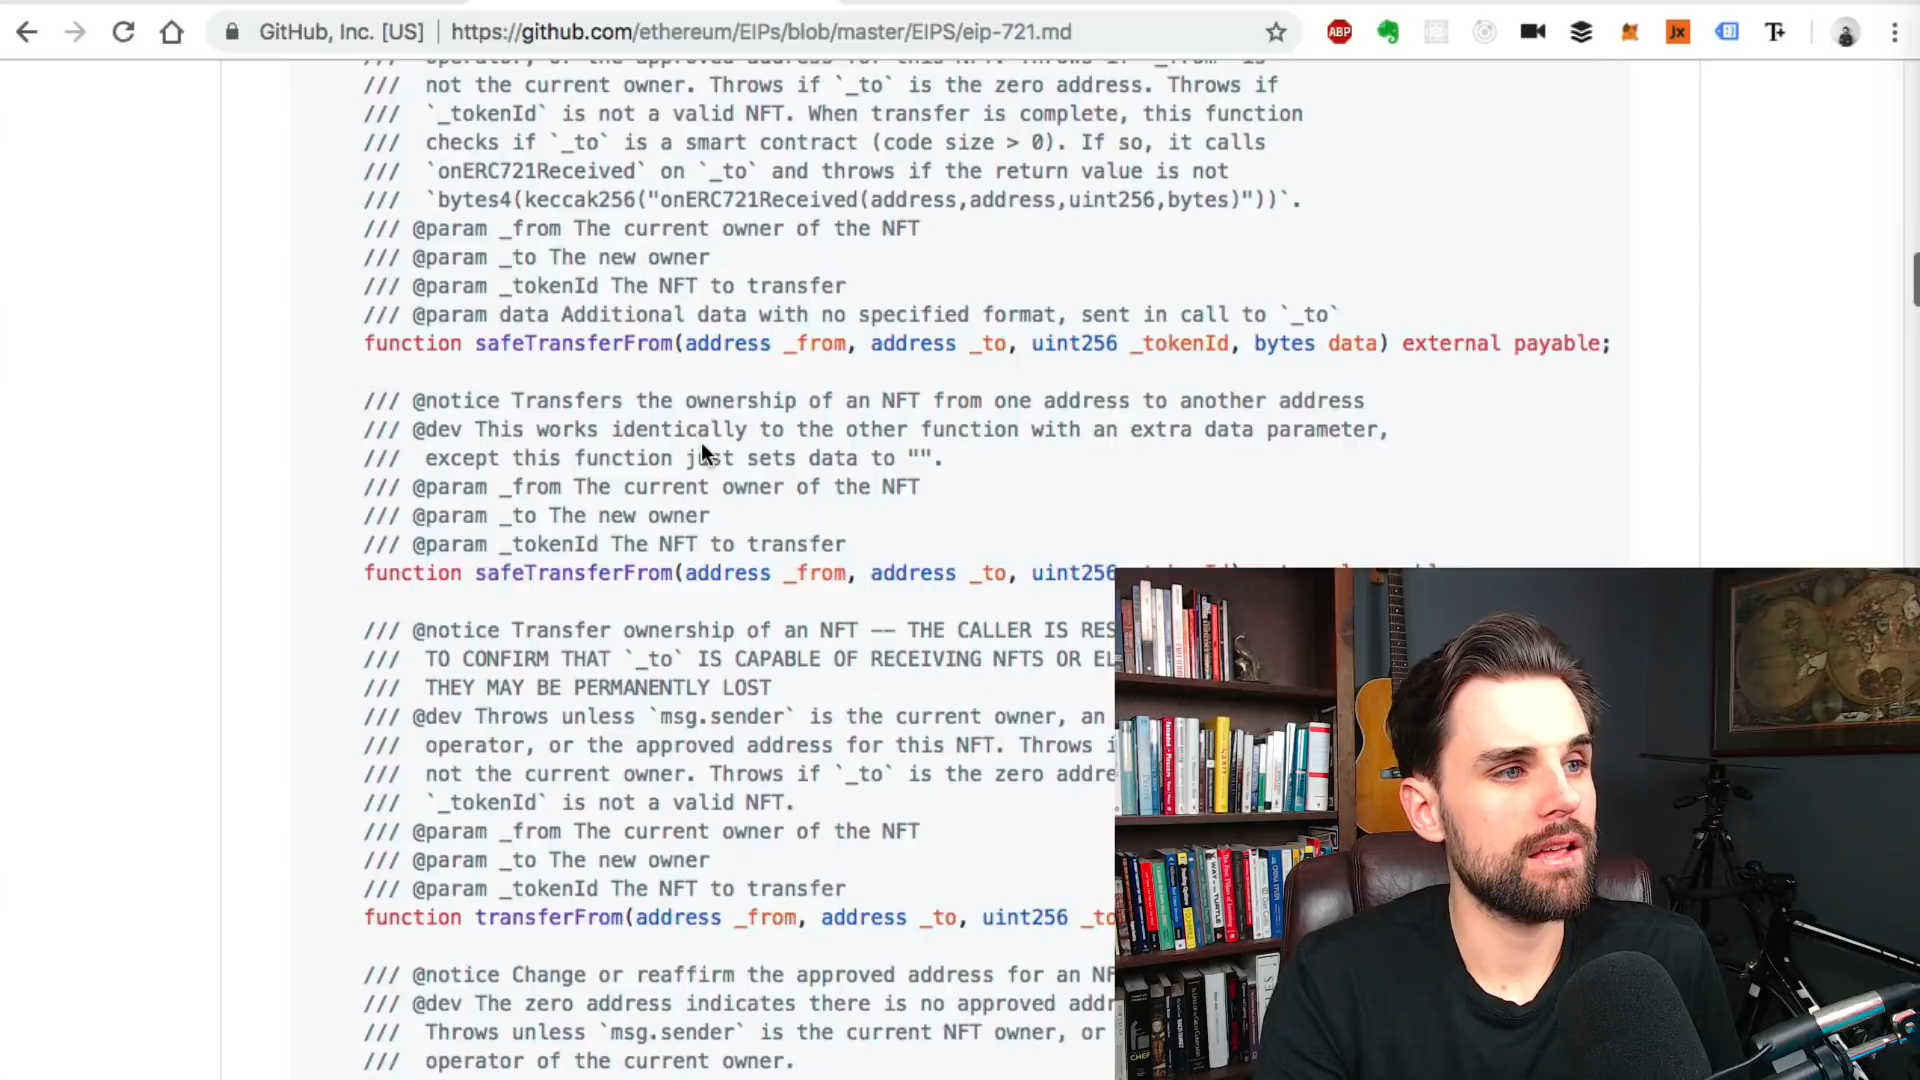 GitHub, Inc. [US] | https://github.com/ethereum/EIPs/blob/master/EIPS/eip-721.md
ABP
Jx
/// operator, or the approved address for this NFT. Throws if `_from` is
/// not the current owner. Throws if `_to` is the zero address. Throws if
/// `_tokenId` is not a valid NFT. When transfer is complete, this function
/// checks if `_to` is a smart contract (code size > 0). If so, it calls
/// `onERC721Received` on `_to` and throws if the return value is not
/// `bytes4(keccak256("onERC721Received(address,address,uint256,bytes)"))`.
/// @param _from The current owner of the NFT
/// @param _to The new owner
/// @param _tokenId The NFT to transfer
/// @param data Additional data with no specified format, sent in call to `_to`
function safeTransferFrom(address _from, address _to, uint256 _tokenId, bytes data) external payable;
/// @notice Transfers the ownership of an NFT from one address to another address
/// @dev This works identically to the other function with an extra data parameter,
/// except this function just sets data to "".
/// @param _from The current owner of the NFT
/// @param _to The new owner
/// @param _tokenId The NFT to transfer
function safeTransferFrom(address _from, address _to, uint256
/// @notice Transfer ownership of an NFT -- THE CALLER IS RES
/// TO CONFIRM THAT `_to` IS CAPABLE OF RECEIVING NFTS OR EL
/// THEY MAY BE PERMANENTLY LOST
/// @dev Throws unless `msg.sender` is the current owner, an
/// operator, or the approved address for this NFT. Throws i
/// not the current owner. Throws if `_to` is the zero addre
/// `_tokenId` is not a valid NFT.
/// @param _from The current owner of the NFT
/// @param _to The new owner
/// @param _tokenId The NFT to transfer
function transferFrom(address _from, address _to, uint256 _to
/// @notice Change or reaffirm the approved address for an NF
/// @dev The zero address indicates there is no approved addr
/// Throws unless `msg.sender` is the current NFT owner, or
/// operator of the current owner.